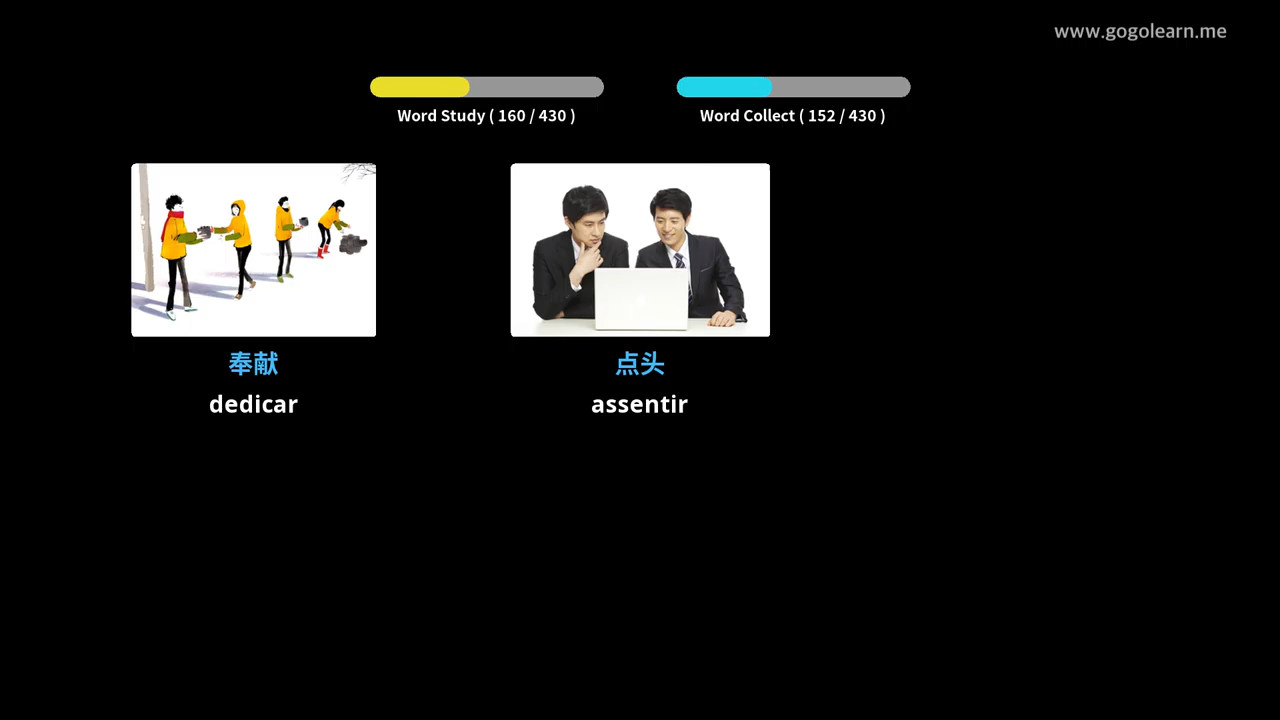 www.gogolearn.me
Word Study ( 160 / 430 )
Word Collect ( 152 / 430 )
奉献
点头
dedicar
assentir